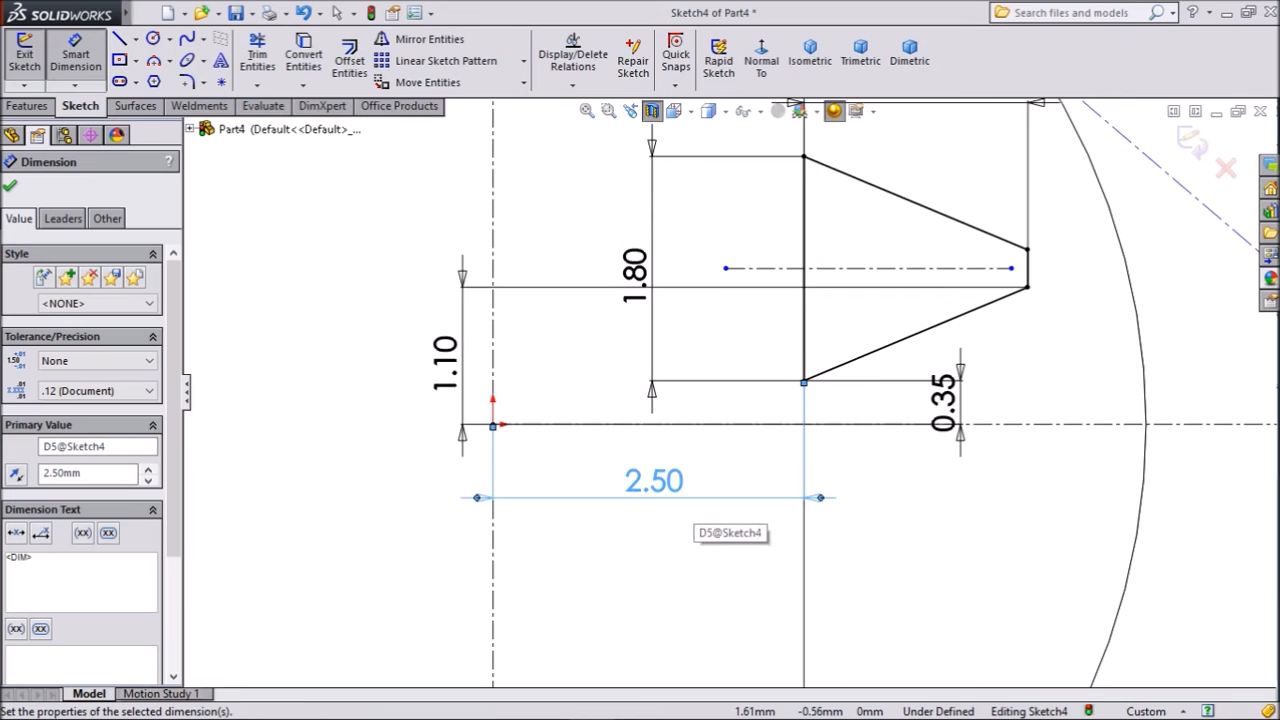 SOLIDWORKS
Sketch4 of Part4 *
Search files and models
Exit Sketch
Smart Dimension
Trim Entities
Convert Entities
Offset Entities
Mirror Entities
Linear Sketch Pattern
Move Entities
Display/Delete Relations
Repair Sketch
Quick Snaps
Rapid Sketch
Normal To
Isometric
Trimetric
Dimetric
Features
Sketch
Surfaces
Weldments
Evaluate
DimXpert
Office Products
Part4 (Default<<Default>_...
Dimension
?
Value
Leaders
Other
Style
<NONE>
Tolerance/Precision
None
.12 (Document)
Primary Value
D5@Sketch4
2.50mm
Dimension Text
(xx)
<DIM>
(xx)
1.80
1.10
0.35
2.50
D5@Sketch4
Model
Motion Study 1
Set the properties of the selected dimension(s).
1.61mm
-0.56mm
0mm
Under Defined
Editing Sketch4
Custom